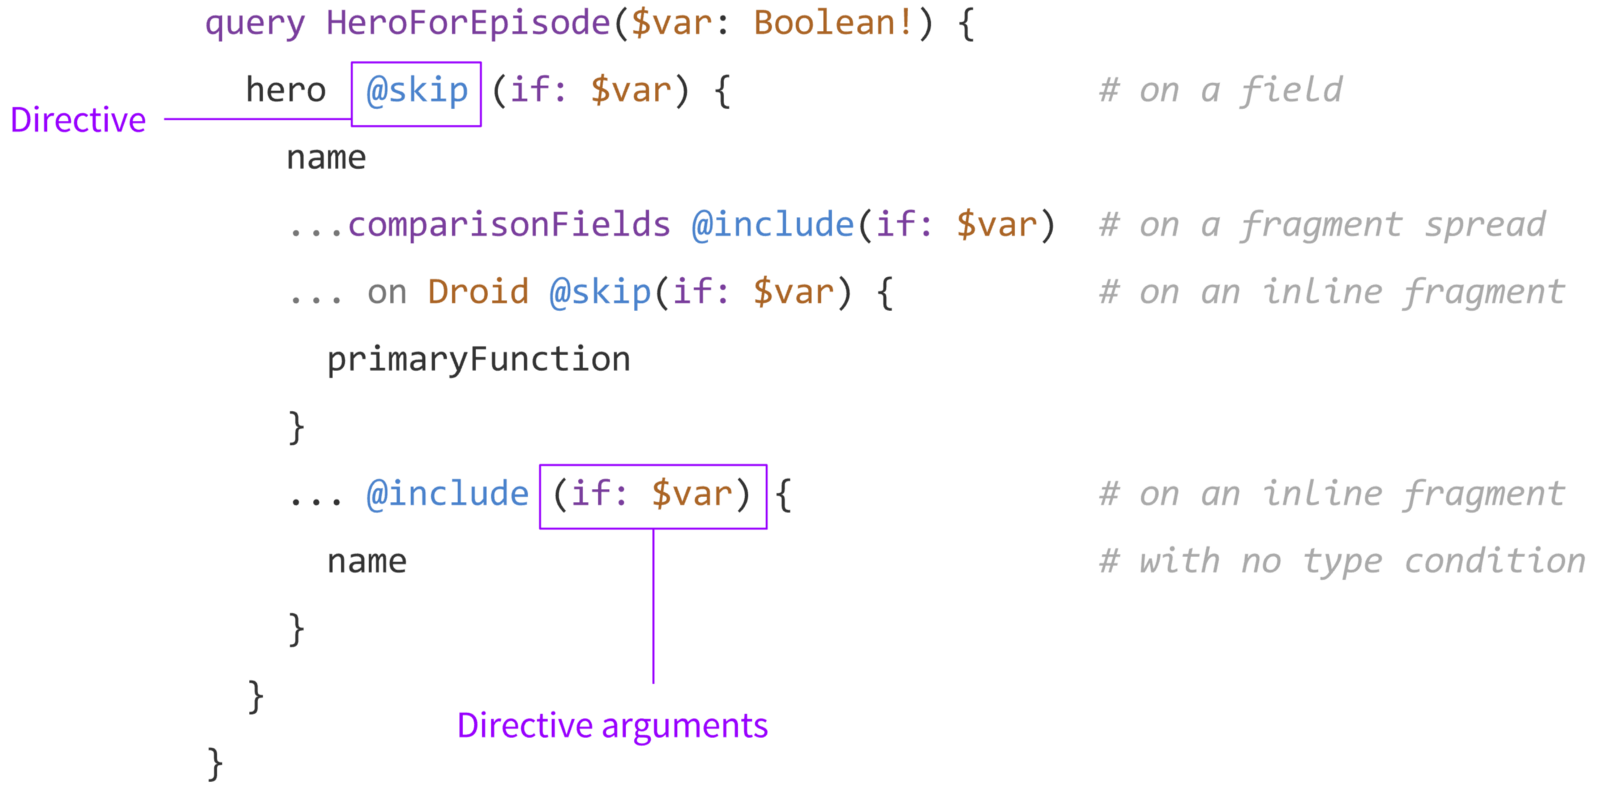 query HeroForEpisode($var: Boolean!) {
hero @skip (if: $var) { # on a field
Directive
name
...comparisonFields @include(if: $var) # on a fragment spread
... on Droid @skip(if: $var) { # on an inline fragment
primaryFunction
}
... @include (if: $var) { # on an inline fragment
name # with no type condition
}
}
Directive arguments
}